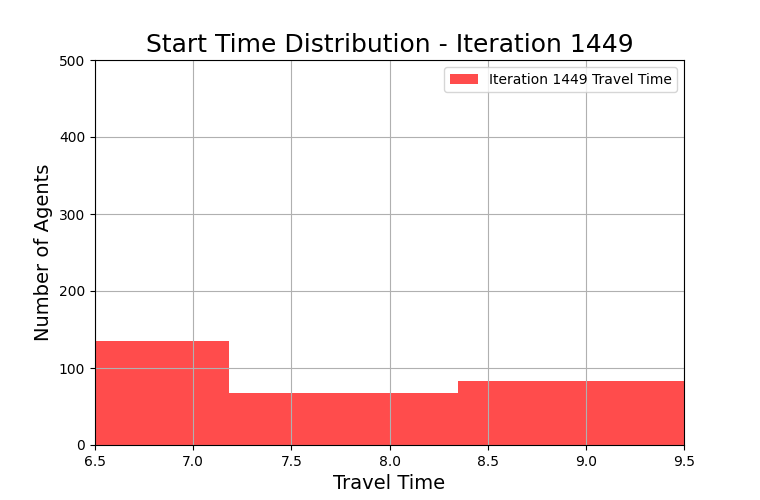 Start Time Distribution - Iteration 1449
Iteration 1449 Travel Time
Number of Agents
500
400
300
200
100
0
6.5 7.0 7.5 8.0 8.5 9.0 9.5
Travel Time